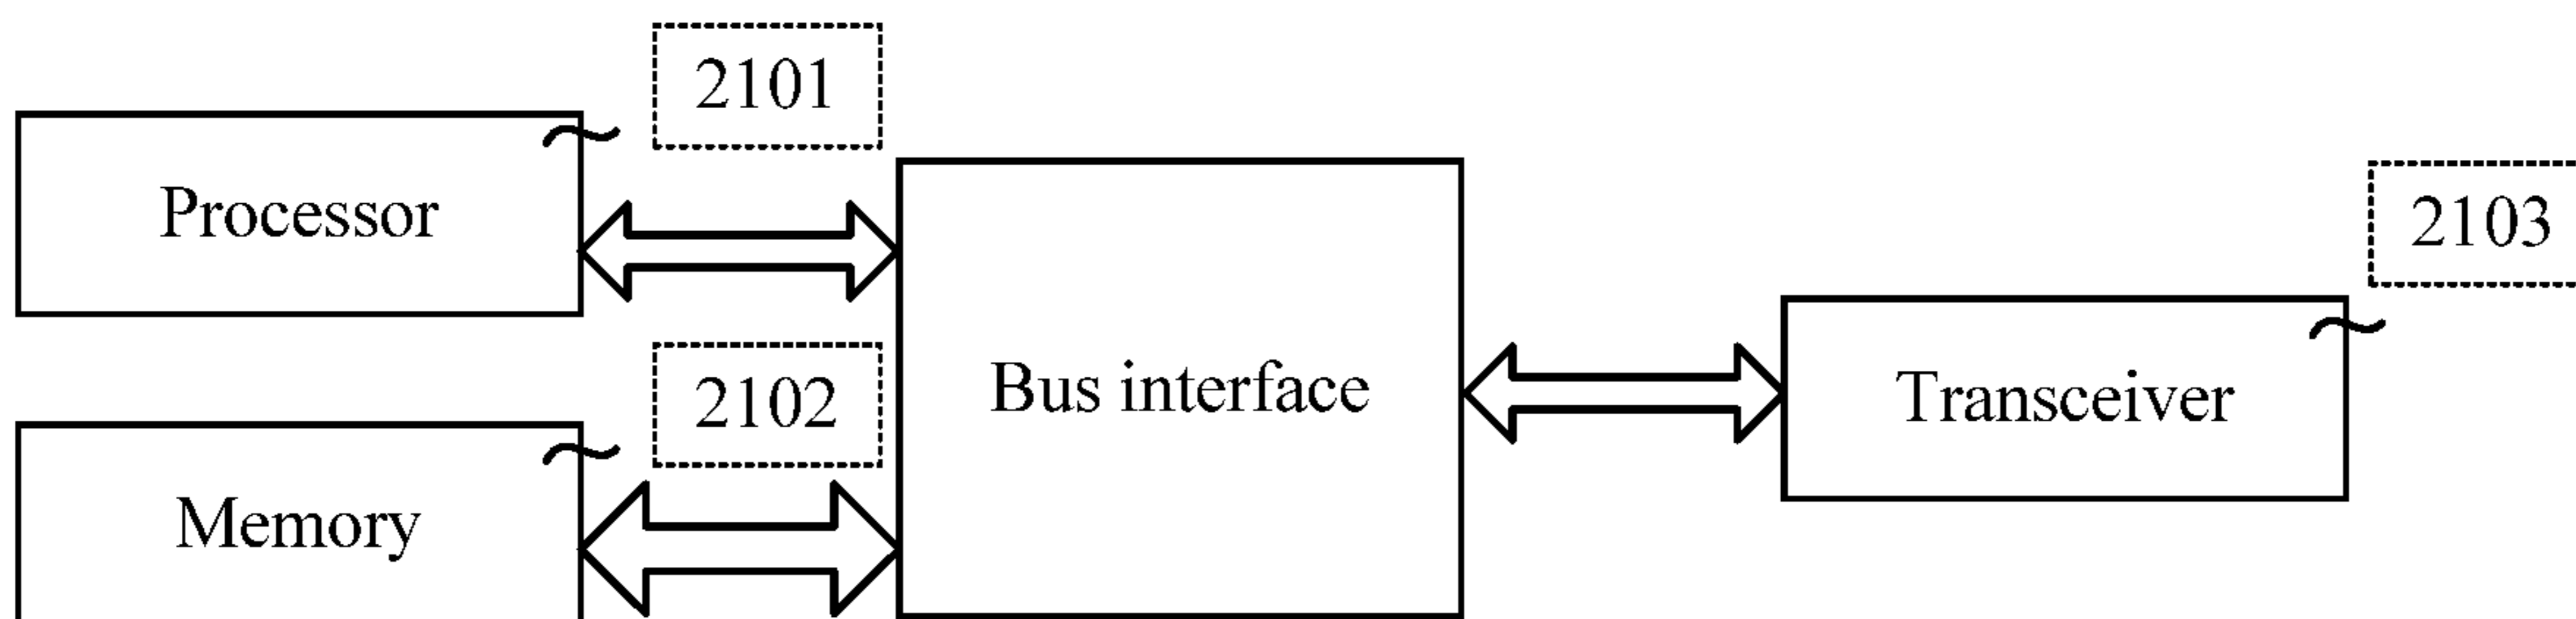 2101
Processor
2103
2102
Bus interface
Transceiver
Memory